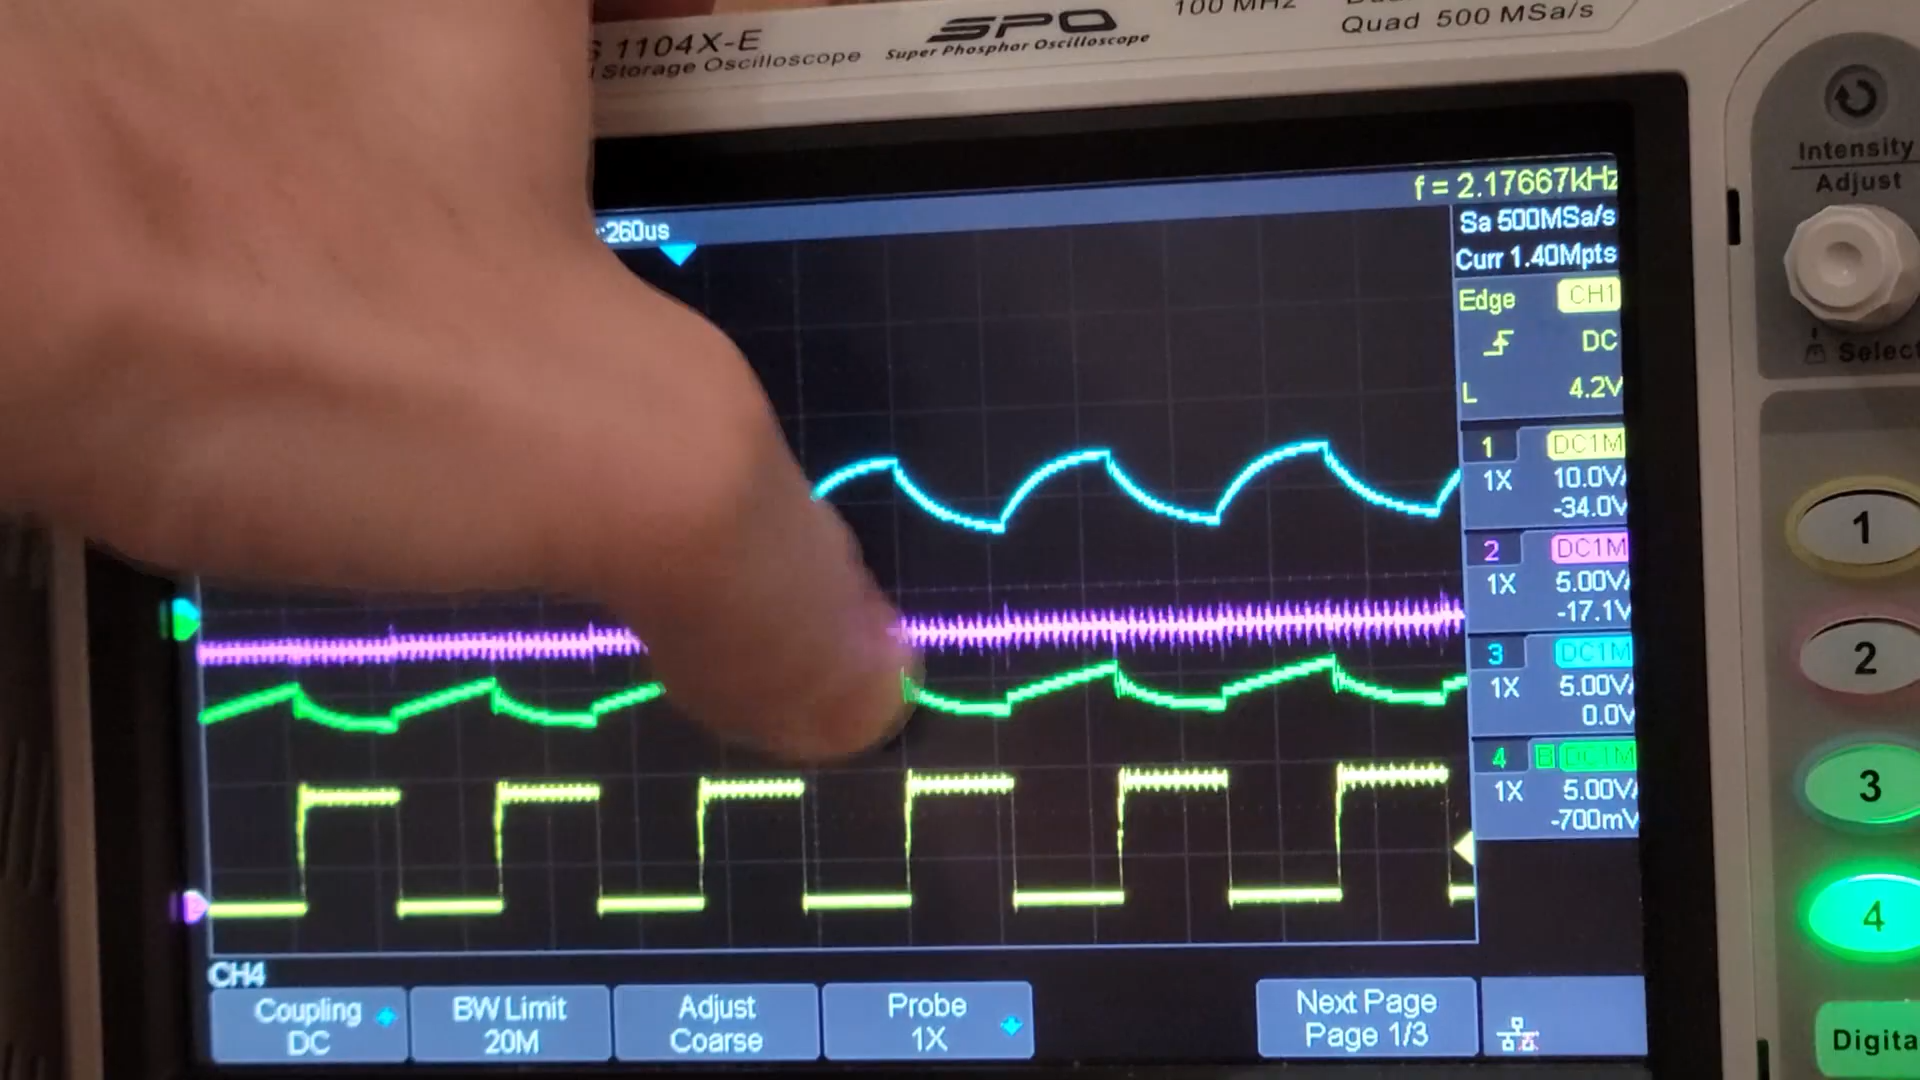 S 1104X-E
SPO
100 MHz
Storage Oscilloscope
Super Phosphor Oscilloscope
Quad 500 MSa/s
Intensity
Adjust
Select
f = 2.17667kHz
:260us
Sa 500MSa/s
Curr 1.40Mpts
Edge CH1
DC
L 4.2V
1 DC1M
1X 10.0V/
-34.0V
2 DC1M
1X 5.00V/
-17.1V
3 DC1M
1X 5.00V/
0.0V
4 B DC1M
1X 5.00V/
-700mV
1
2
3
4
Digita
CH4
Coupling
DC
BW Limit
20M
Adjust
Coarse
Probe
1X
Next Page
Page 1/3